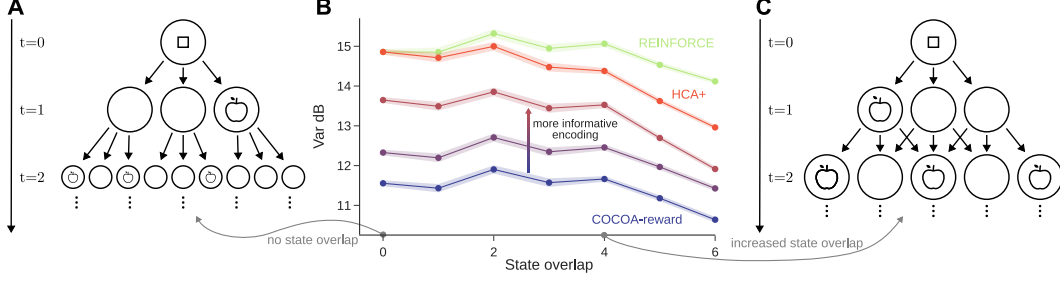 A
t=0
t=1
t=2
B
Var dB
15
14
13
12
11
REINFORCE
HCA+
more informative
encoding
COCOA-reward
no state overlap
increased state overlap
0
2
4
6
State overlap
C
t=0
t=1
t=2